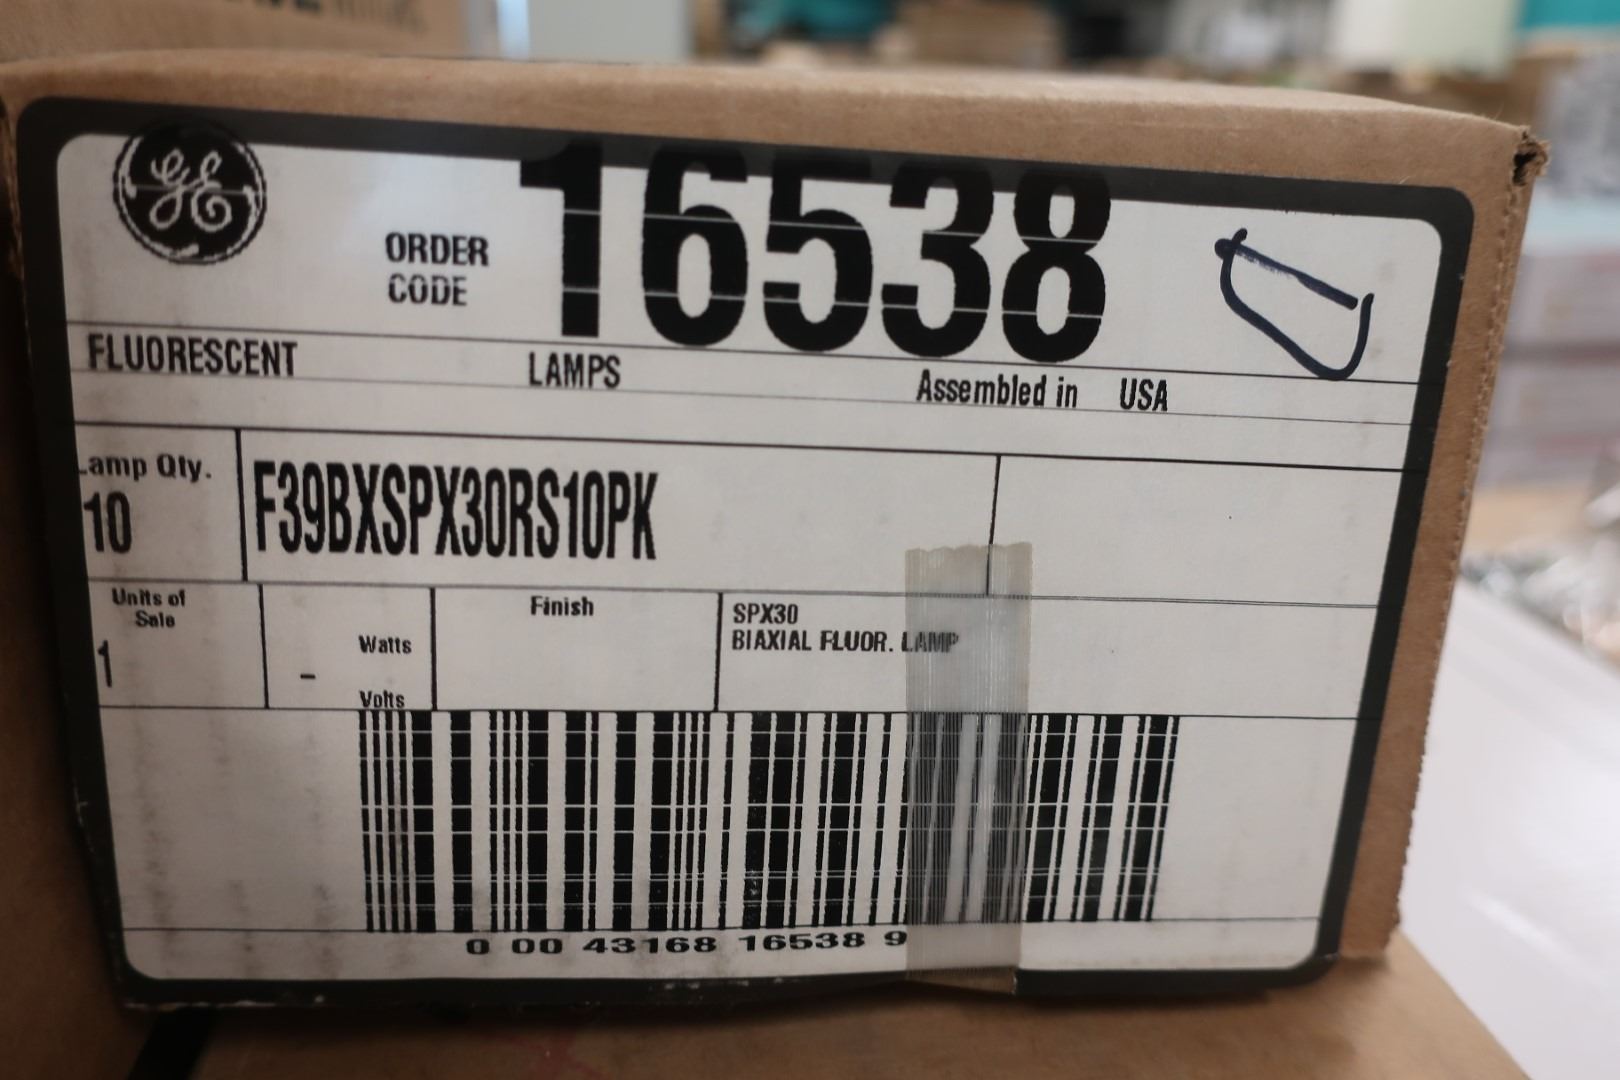 GE
ORDER CODE 16538
FLUORESCENT LAMPS Assembled in USA
Lamp Qty.
10
F39BXSPX30RS10PK
Units of
Sale
1
Watts
-
Volts
Finish
SPX30
BIAXIAL FLUOR. LAMP
0 00 43168 16538 9